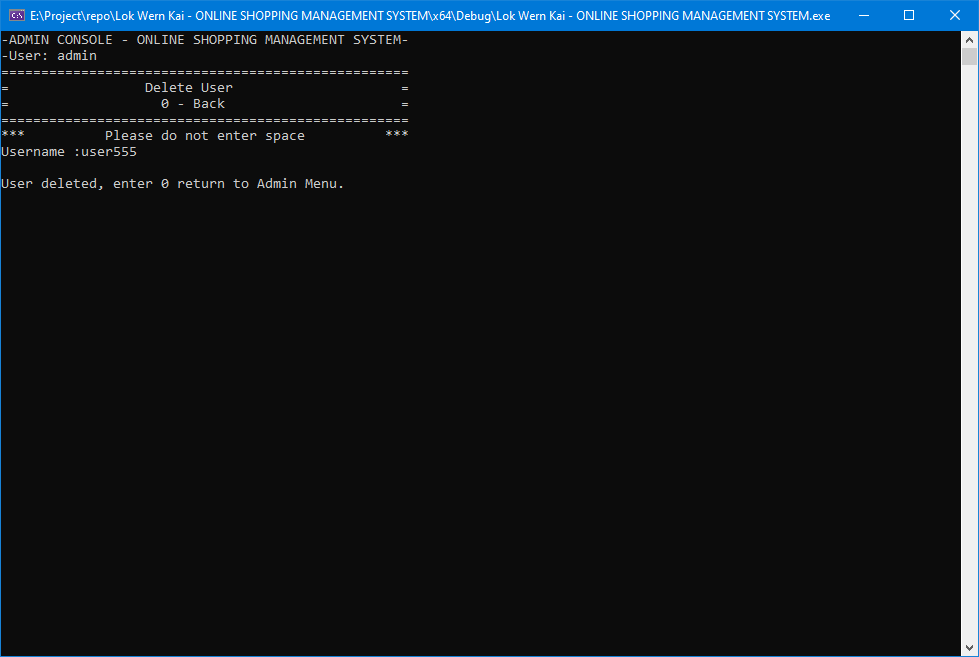 E:\Project\repo\Lok Wern Kai - ONLINE SHOPPING MANAGEMENT SYSTEM\x64\Debug\Lok Wern Kai - ONLINE SHOPPING MANAGEMENT SYSTEM.exe
-ADMIN CONSOLE - ONLINE SHOPPING MANAGEMENT SYSTEM-
-User: admin
===================================================
=                 Delete User                     =
=                   0 - Back                      =
===================================================
***          Please do not enter space          ***
Username :user555
User deleted, enter 0 return to Admin Menu.